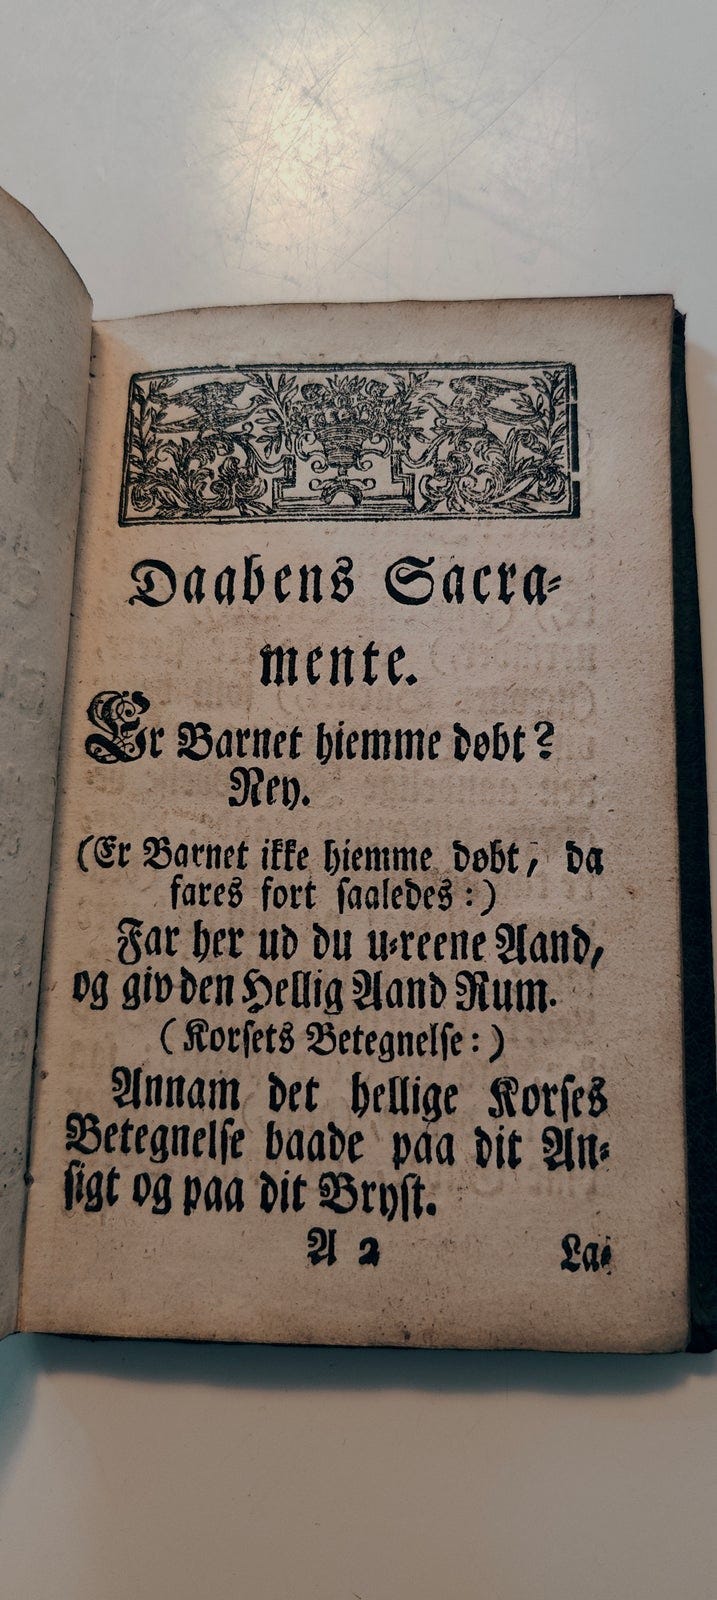 Daabens Sacra-
mente.
Er Barnet hiemme døbt?
Ney.
(Er Barnet ikke hiemme døbt, da
fares fort saaledes:)
Far her ud du u-reene Aand,
og giv den Hellig Aand Rum.
(Korsets Betegnelse:)
Annam det hellige Korses
Betegnelse baade paa dit An-
sigt og paa dit Bryst.
A 2 La-